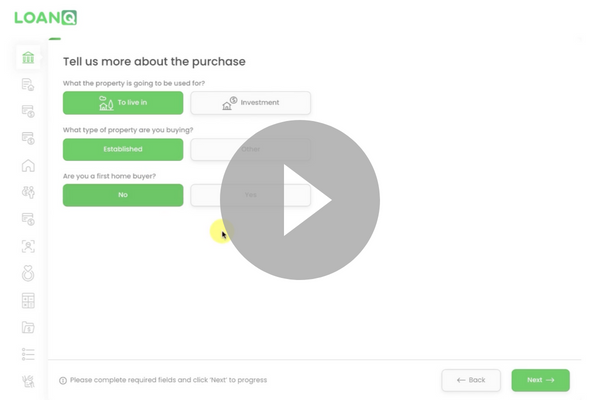 LOANQ
Tell us more about the purchase
What the property is going to be used for?
To live in
Investment
What type of property are you buying?
Established
Other
Are you a first home buyer?
No
Yes
Please complete required fields and click 'Next' to progress
← Back
Next →